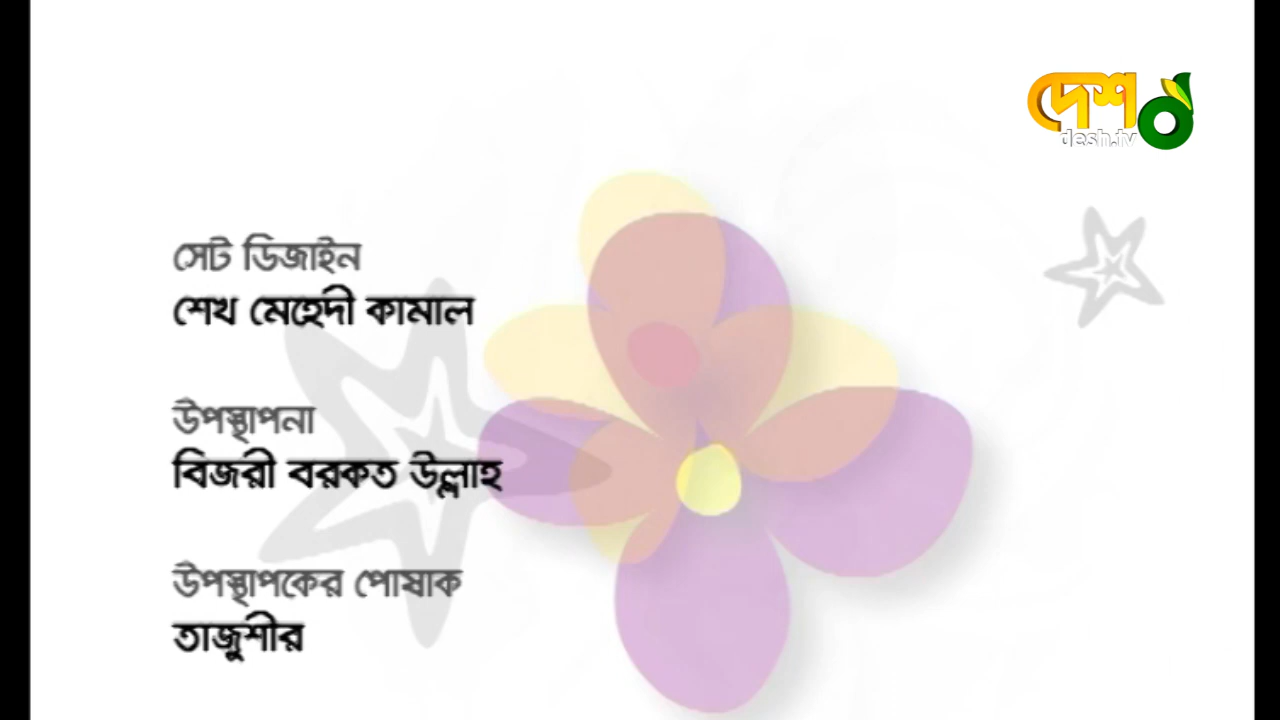 দেশ
desh.tv
সেট ডিজাইন
শেখ মেহেদী কামাল
উপস্থাপনা
বিজরী বরকত উল্লাহ
উপস্থাপকের পোষাক
তাজুশীর